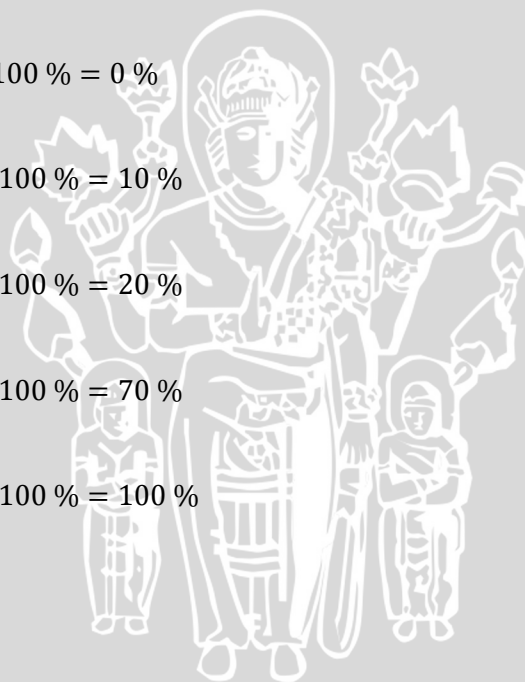 100 % = 0 %
100 % = 10 %
100 % = 20 %
100 % = 70 %
100 % = 100 %